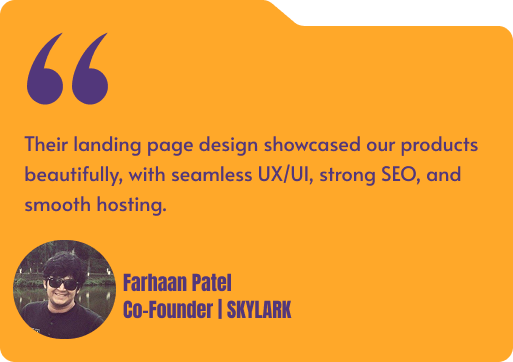 Their landing page design showcased our products
beautifully, with seamless UX/UI, strong SEO, and
smooth hosting.
Farhaan Patel
Co-Founder | SKYLARK